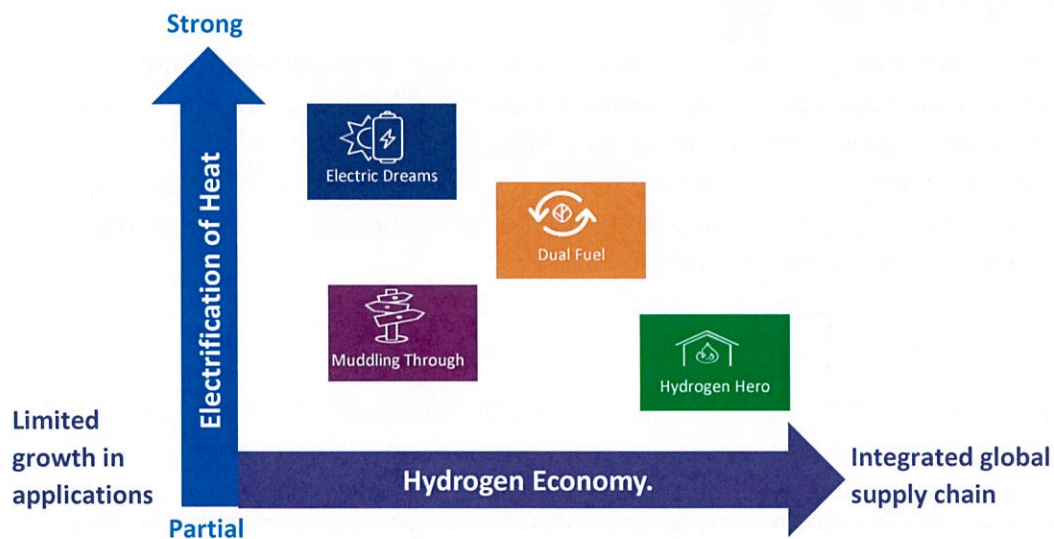 Strong
Electrification of Heat
Electric Dreams
Dual Fuel
Muddling Through
Hydrogen Hero
Limited
growth in
applications
Hydrogen Economy.
Integrated global
supply chain
Partial